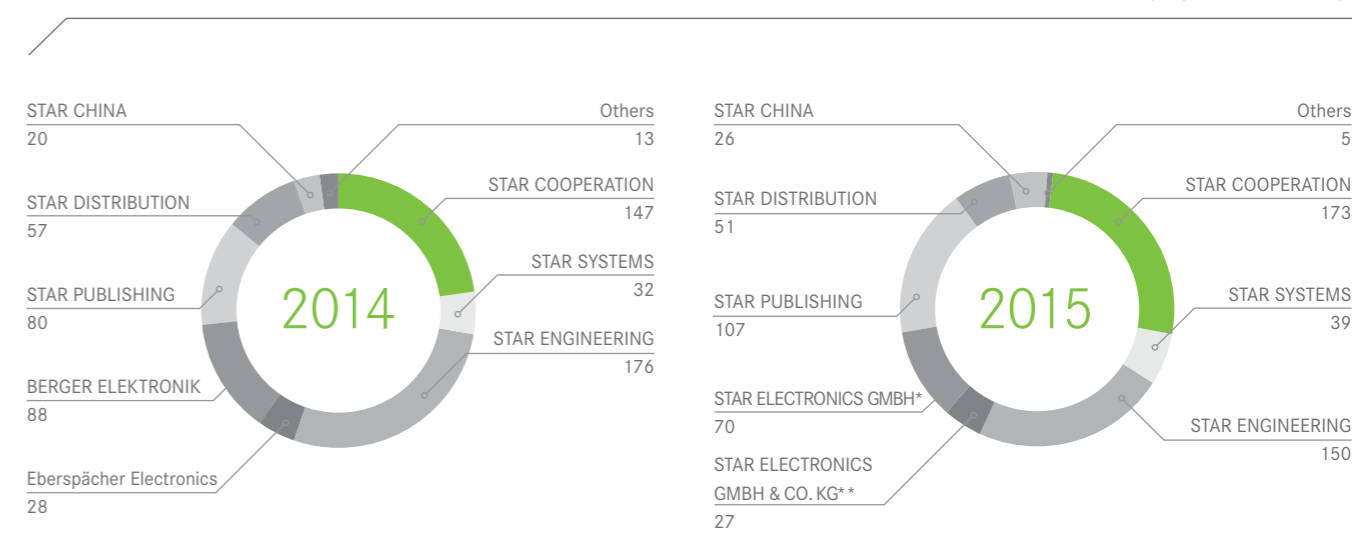 STAR CHINA
20
Others
13
STAR DISTRIBUTION
57
STAR COOPERATION
147
STAR PUBLISHING
80
STAR SYSTEMS
32
2014
STAR ENGINEERING
176
BERGER ELEKTRONIK
88
Eberspächer Electronics
28
STAR CHINA
26
Others
5
STAR DISTRIBUTION
51
STAR COOPERATION
173
STAR PUBLISHING
107
STAR SYSTEMS
39
2015
STAR ELECTRONICS GMBH*
70
STAR ENGINEERING
150
STAR ELECTRONICS
GMBH & CO. KG**
27